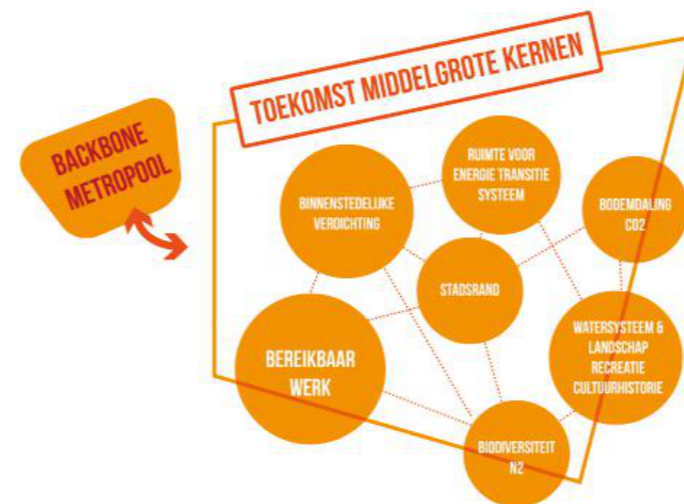 TOEKOMST MIDDELGROTE KERNEN
BACKBONE
METROPOOL
RUIMTE VOOR
ENERGIE TRANSITIE
SYSTEEM
BINNENSTEDELIJKE
VERDICHTING
BODEMDALING
CO2
STADSRAND
BEREIKBAAR
WERK
WATERSYSTEEM &
LANDSCHAP
RECREATIE
CULTUURHISTORIE
BIODIVERSITEIT
N2